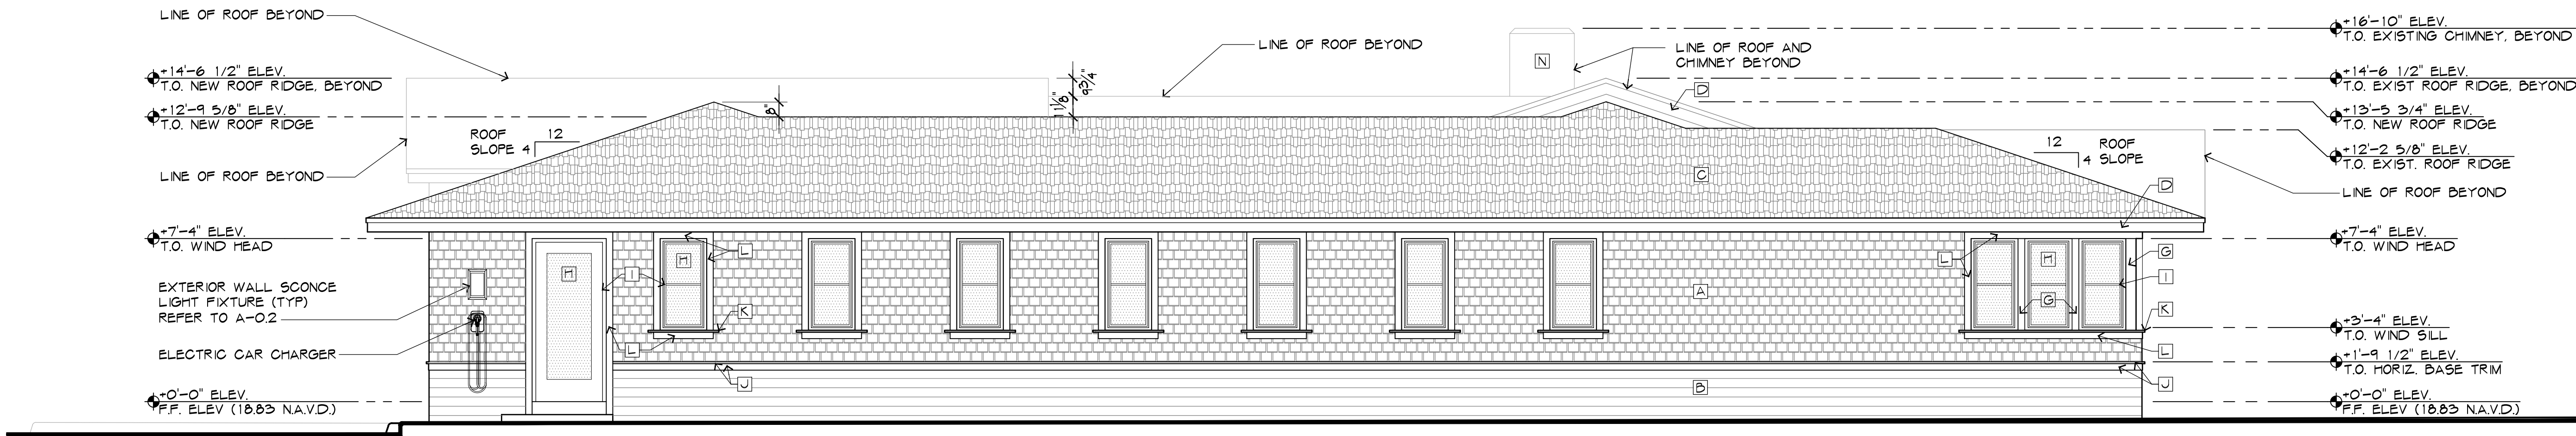 LINE OF ROOF BEYOND
+14'-6 1/2" ELEV.
T.O. NEW ROOF RIDGE, BEYOND
+12'-9 5/8" ELEV.
T.O. NEW ROOF RIDGE
ROOF
SLOPE 4
12
LINE OF ROOF BEYOND
+7'-4" ELEV.
T.O. WIND HEAD
EXTERIOR WALL SCONCE
LIGHT FIXTURE (TYP)
REFER TO A-0.2
ELECTRIC CAR CHARGER
+0'-0" ELEV.
F.F. ELEV (18.83 N.A.V.D.)
8"
9 3/4"
LINE OF ROOF BEYOND
N
LINE OF ROOF AND
CHIMNEY BEYOND
D
C
12
4
ROOF
SLOPE
D
H
I
H
L
K
L
J
A
B
L
H
G
G
I
K
L
J
+16'-10" ELEV.
T.O. EXISTING CHIMNEY, BEYOND
+14'-6 1/2" ELEV.
T.O. EXIST ROOF RIDGE, BEYOND
+13'-5 3/4" ELEV.
T.O. NEW ROOF RIDGE
+12'-2 5/8" ELEV.
T.O. EXIST. ROOF RIDGE
LINE OF ROOF BEYOND
+7'-4" ELEV.
T.O. WIND HEAD
+3'-4" ELEV.
T.O. WIND SILL
+1'-9 1/2" ELEV.
T.O. HORIZ. BASE TRIM
+0'-0" ELEV.
F.F. ELEV (18.83 N.A.V.D.)